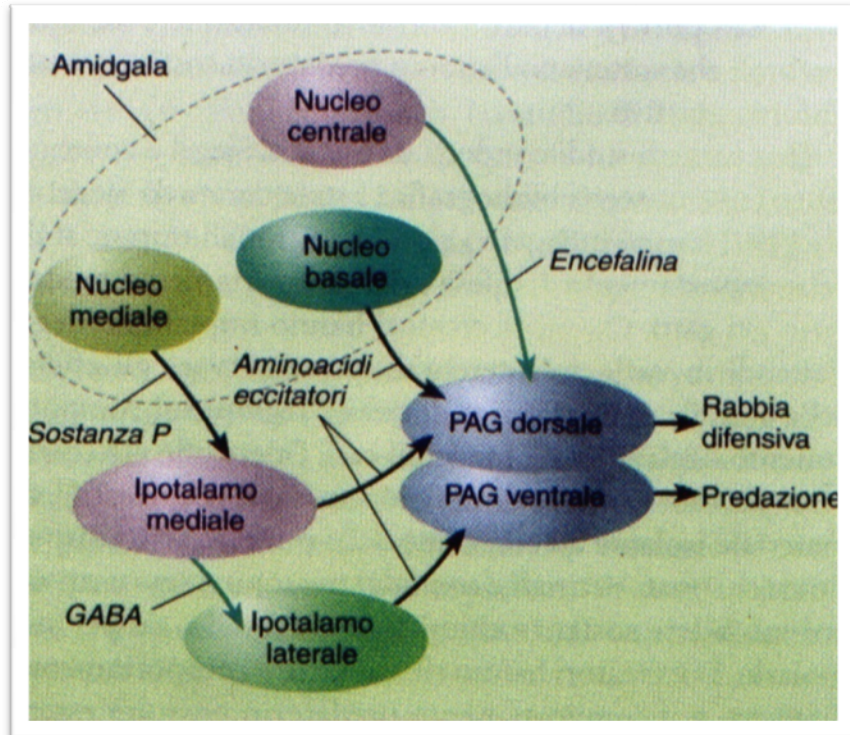 Amidgala
Nucleo
centrale
Nucleo
basale
Encefalina
Nucleo
mediale
Aminoacidi
eccitatori
PAG dorsale
Rabbia
difensiva
Sostanza P
Ipotalamo
mediale
PAG ventrale
Predazione
GABA
Ipotalamo
laterale